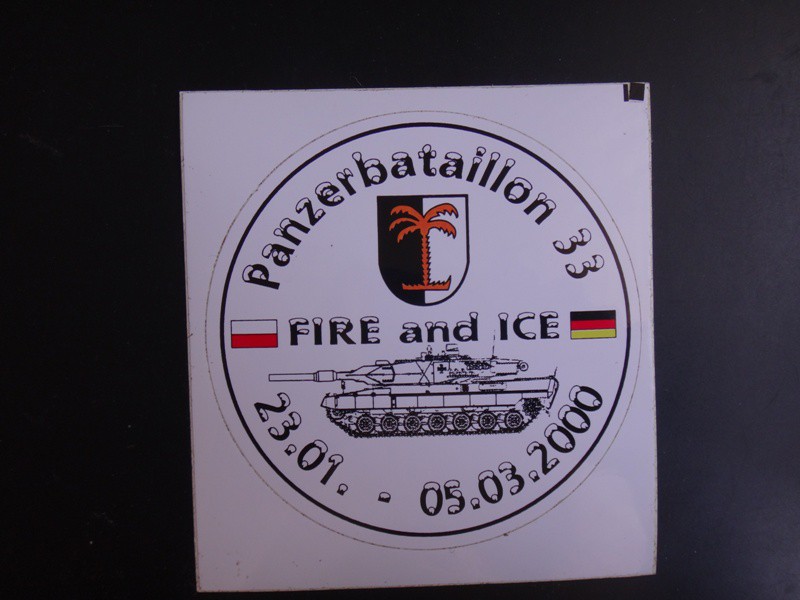 Panzerbataillon 33
FIRE and ICE
23.01. - 05.03.2000